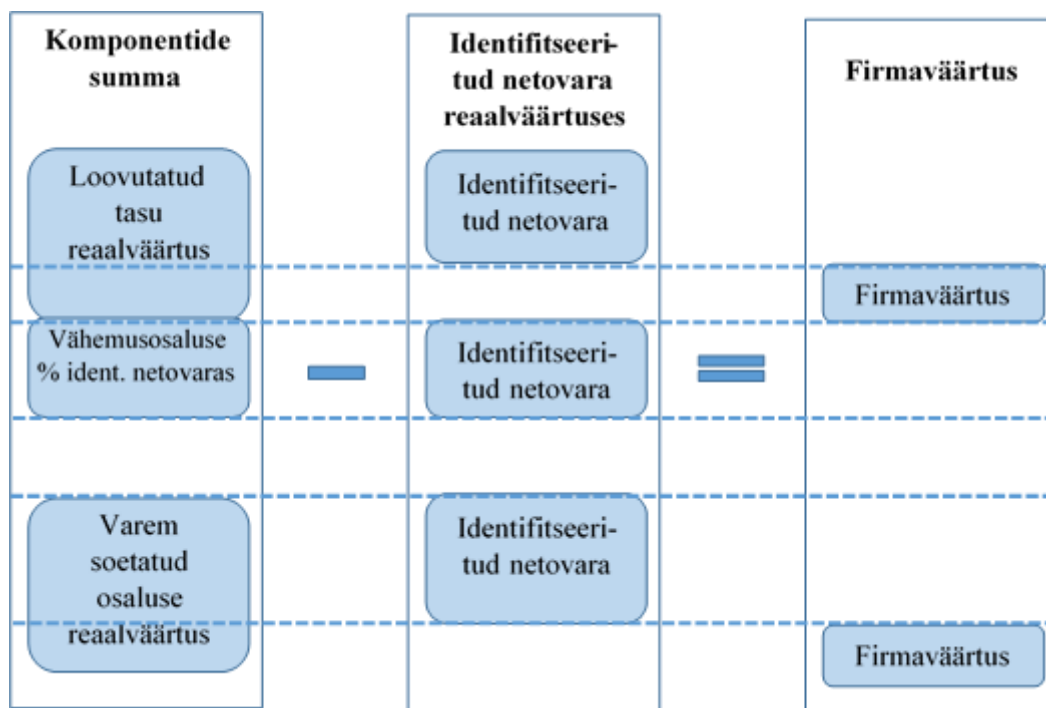 Komponentide
summa
Loovutatud
tasu
reaalväärtus
Vähemusosaluse
% ident. netovaras
Varem
soetatud
osaluse
reaalväärtus
Identifitseeri-
tud netovara
reaalväärtuses
Identifitseeri-
tud netovara
Identifitseeri-
tud netovara
Identifitseeri-
tud netovara
Firmaväärtus
Firmaväärtus
Firmaväärtus